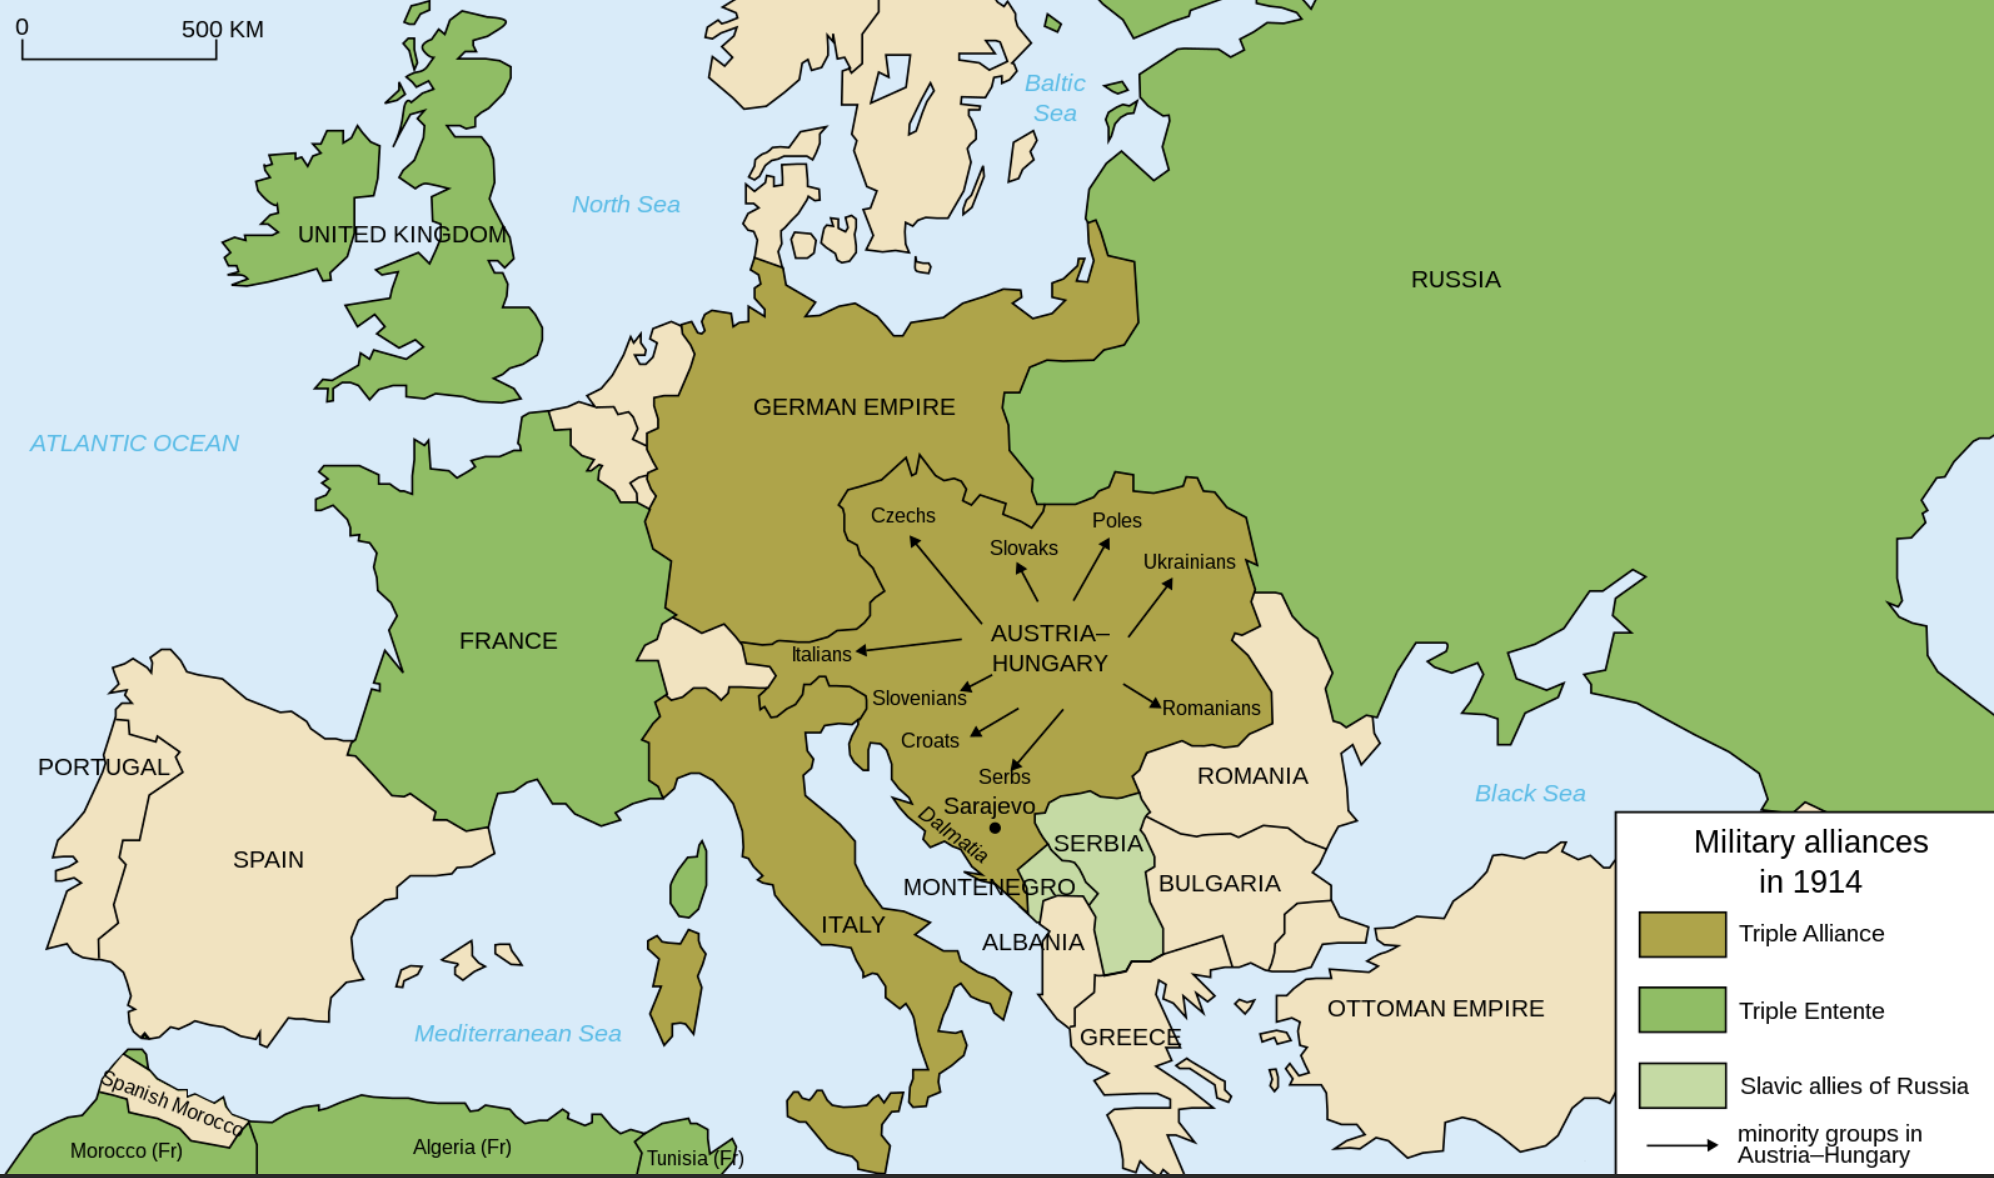 0
500 KM
Baltic
Sea
North Sea
UNITED KINGDOM
RUSSIA
GERMAN EMPIRE
ATLANTIC OCEAN
Czechs
Poles
Slovaks
Ukrainians
FRANCE
AUSTRIA–
HUNGARY
Italians
Slovenians
Romanians
Croats
Serbs
PORTUGAL
ROMANIA
Black Sea
Sarajevo
Dalmatia
SERBIA
SPAIN
MONTENEGRO
BULGARIA
ITALY
ALBANIA
OTTOMAN EMPIRE
Mediterranean Sea
GREECE
Spanish Morocco
Morocco (Fr)
Algeria (Fr)
Tunisia (Fr)
Military alliances
in 1914
Triple Alliance
Triple Entente
Slavic allies of Russia
minority groups in
Austria–Hungary